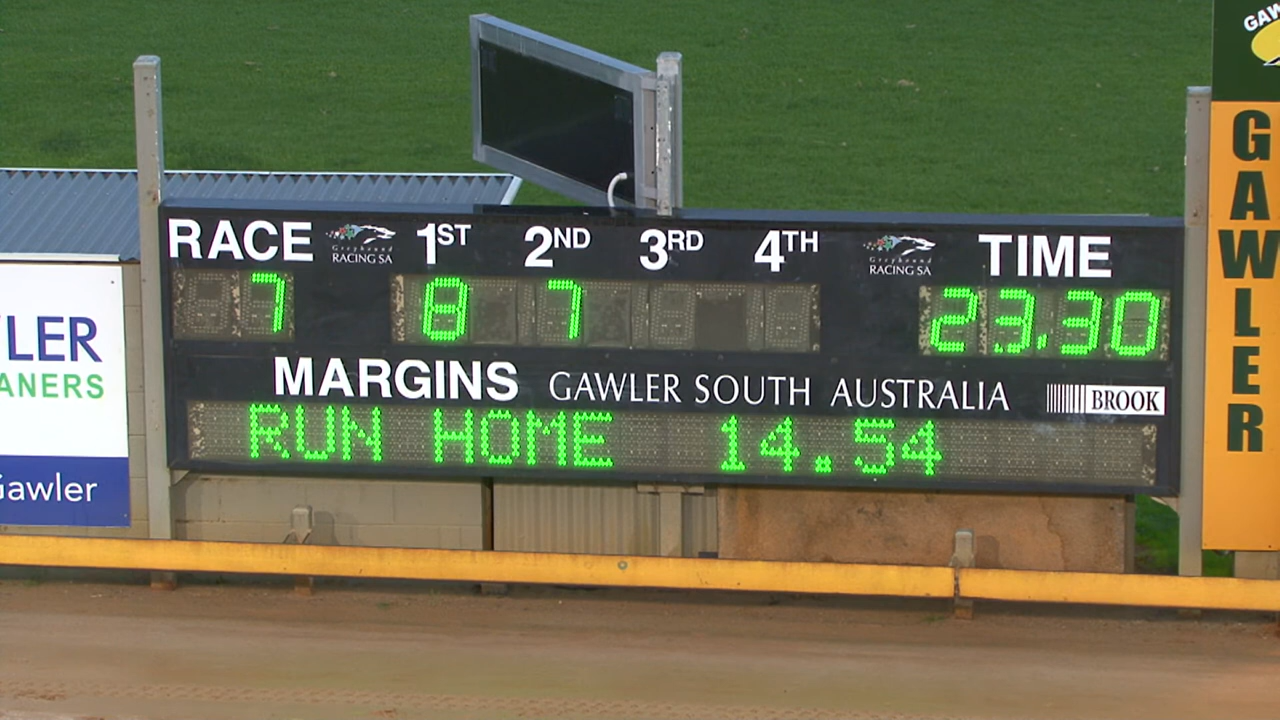 GAW
GAWLER
RACE
Greyhound
RACING SA
1ST 2ND 3RD 4TH
Greyhound
RACING SA
TIME
7 8 7 23.30
MARGINS GAWLER SOUTH AUSTRALIA BROOK
RUN HOME 14.54
LER
ANERS
Gawler